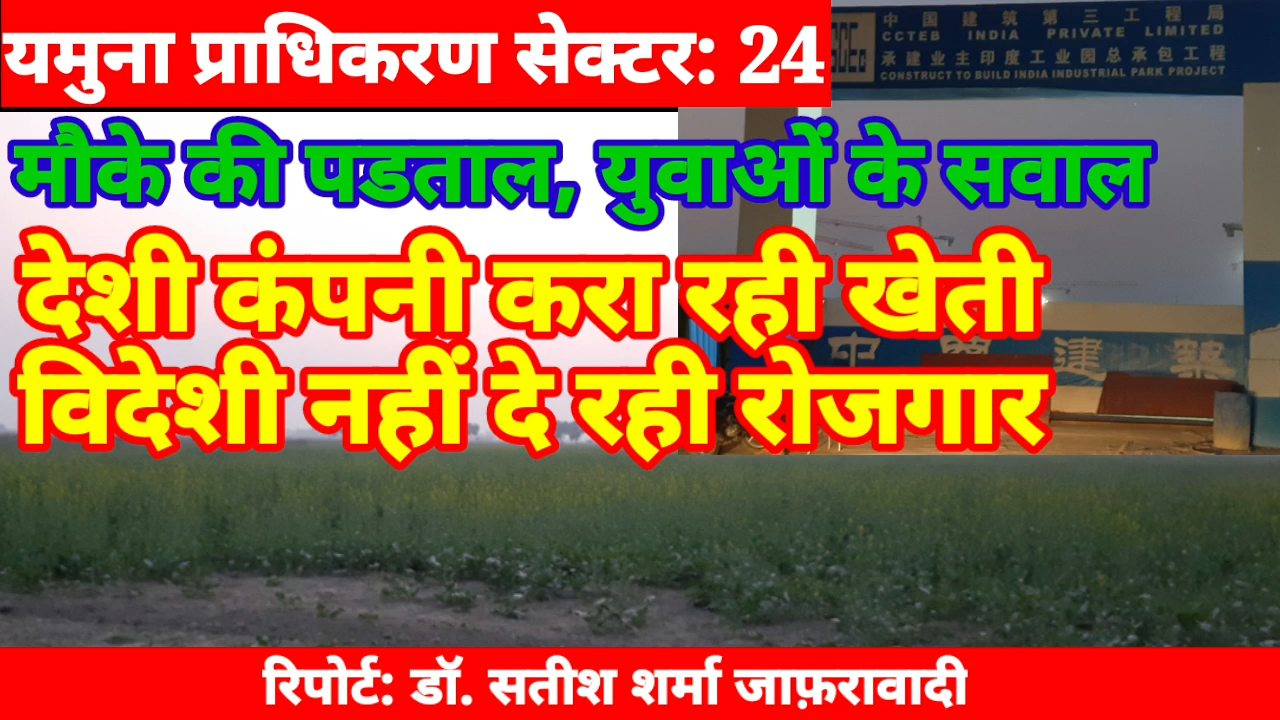 यमुना प्राधिकरण सेक्टर: 24
中国建筑第三工程局
CCTEB INDIA PRIVATE LIMITED
承建业主印度工业园总承包工程
CONSTRUCT TO BUILD INDIA INDUSTRIAL PARK PROJECT
मौके की पडताल, युवाओं के सवाल
देशी कंपनी करा रही खेती
विदेशी नहीं दे रही रोजगार
中 建
रिपोर्ट: डॉ. सतीश शर्मा जाफ़रावादी